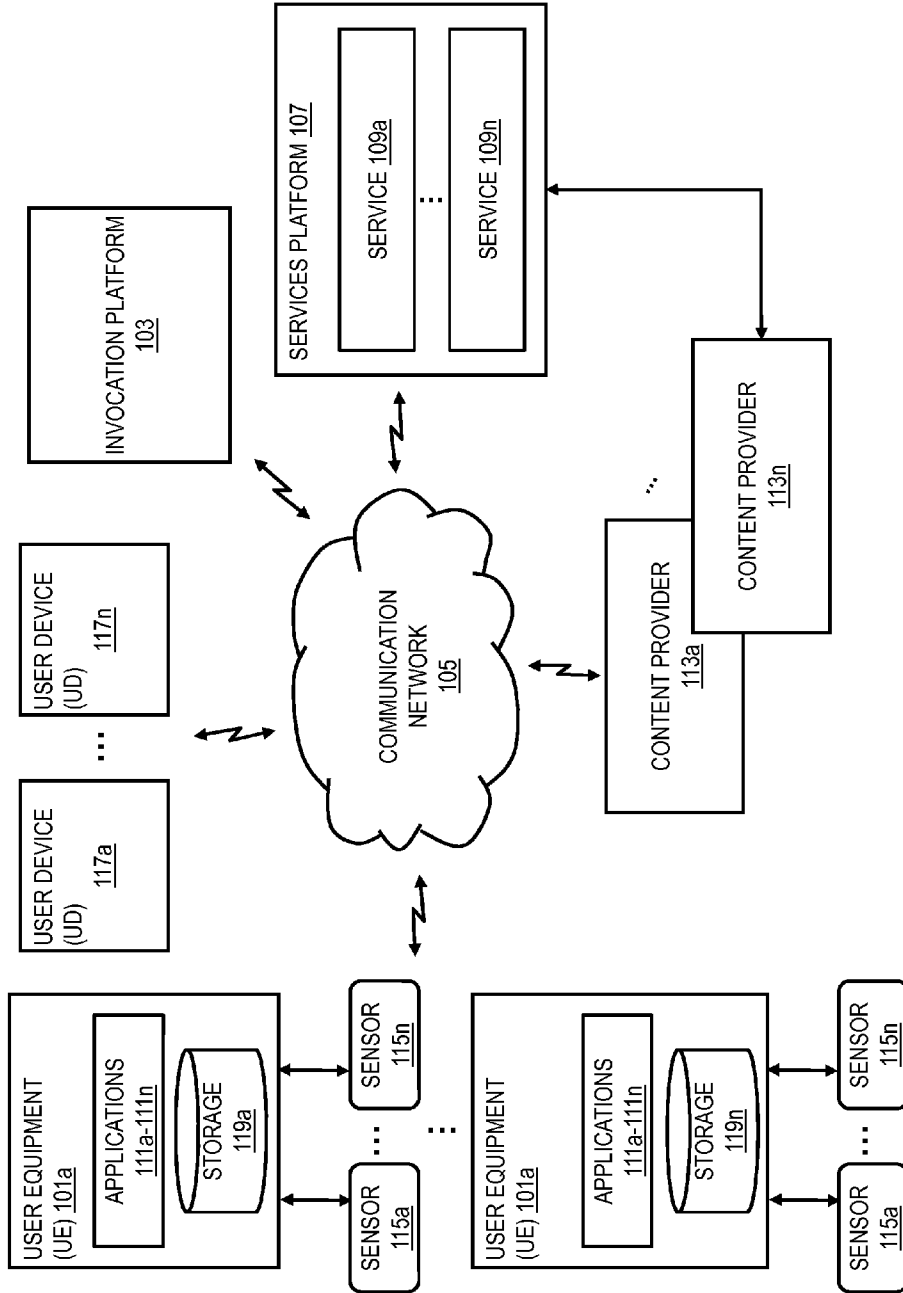 USER EQUIPMENT
(UE) 101a
APPLICATIONS
111a-111n
STORAGE
119a
SENSOR
115a
...
SENSOR
115n
...
USER EQUIPMENT
(UE) 101a
APPLICATIONS
111a-111n
STORAGE
119n
SENSOR
115a
...
SENSOR
115n
USER DEVICE
(UD)
117a
...
USER DEVICE
(UD)
117n
COMMUNICATION
NETWORK
105
INVOCATION PLATFORM
103
SERVICES PLATFORM 107
SERVICE 109a
...
SERVICE 109n
CONTENT PROVIDER
113a
...
CONTENT PROVIDER
113n